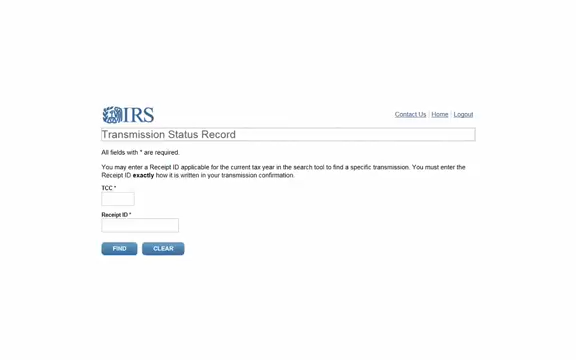 IRS
Contact Us | Home | Logout
Transmission Status Record
All fields with * are required.
You may enter a Receipt ID applicable for the current tax year in the search tool to find a specific transmission. You must enter the
Receipt ID exactly how it is written in your transmission confirmation.
TCC *
Receipt ID *
FIND CLEAR